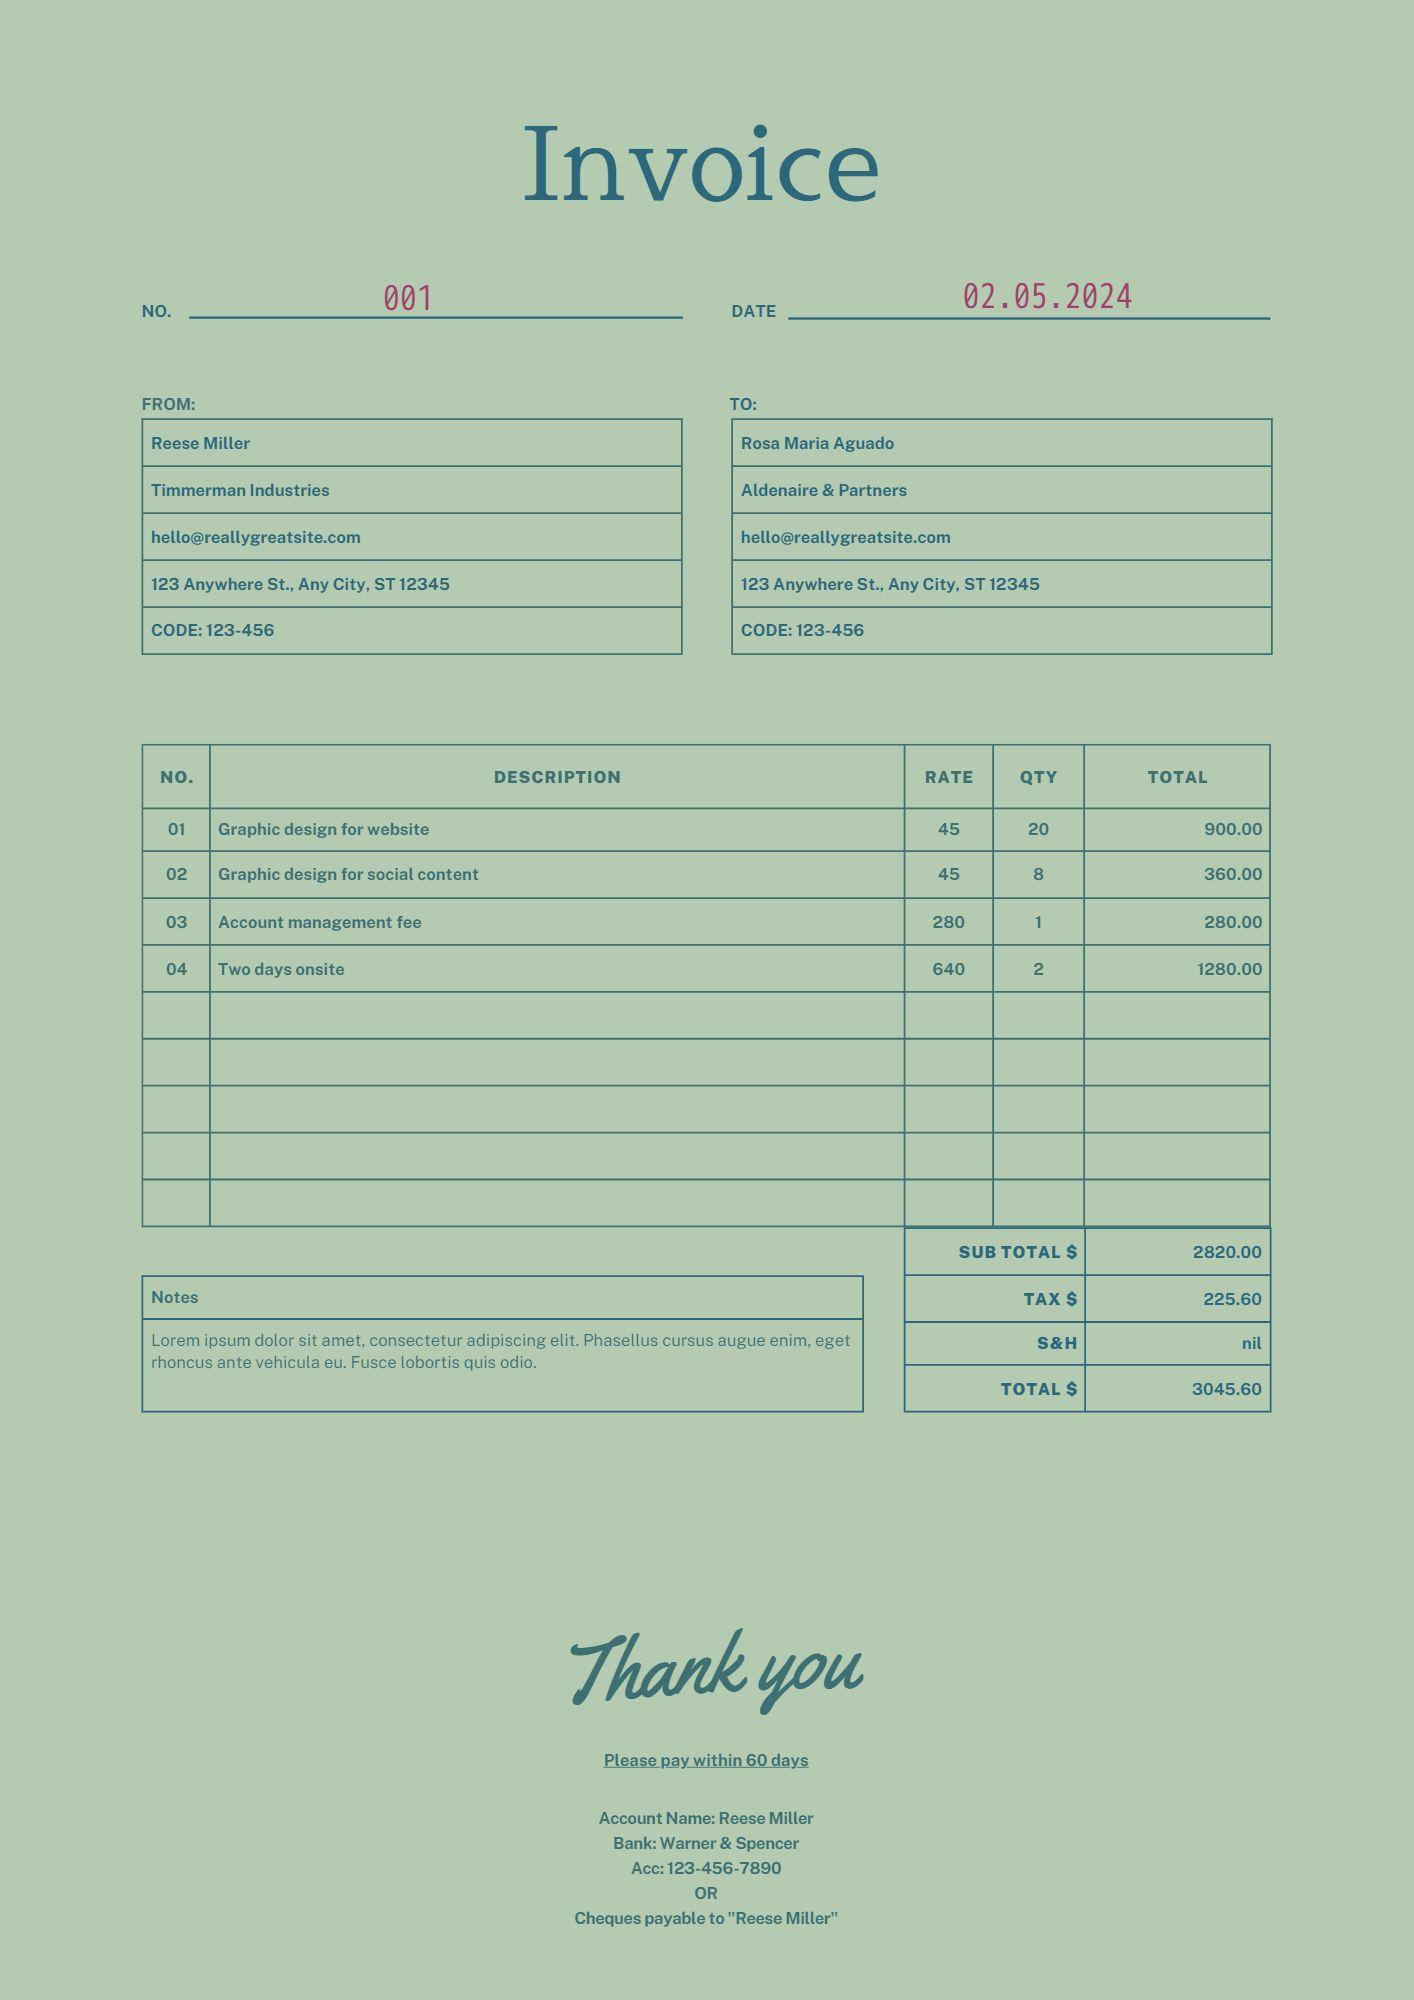 Invoice
NO. 001 DATE 02.05.2024
FROM:
Reese Miller
Timmerman Industries
hello@reallygreatsite.com
123 Anywhere St., Any City, ST 12345
CODE: 123-456
TO:
Rosa Maria Aguado
Aldenaire & Partners
hello@reallygreatsite.com
123 Anywhere St., Any City, ST 12345
CODE: 123-456
NO. DESCRIPTION RATE QTY TOTAL
01 Graphic design for website 45 20 900.00
02 Graphic design for social content 45 8 360.00
03 Account management fee 280 1 280.00
04 Two days onsite 640 2 1280.00
SUB TOTAL $ 2820.00
TAX $ 225.60
S&H nil
TOTAL $ 3045.60
Notes
Lorem ipsum dolor sit amet, consectetur adipiscing elit. Phasellus cursus augue enim, eget
rhoncus ante vehicula eu. Fusce lobortis quis odio.
Thank you
Please pay within 60 days
Account Name: Reese Miller
Bank: Warner & Spencer
Acc: 123-456-7890
OR
Cheques payable to "Reese Miller"